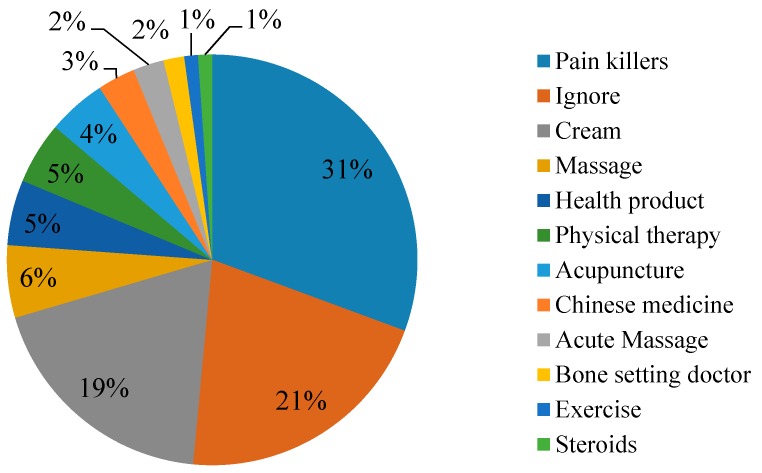 2%
2%
1%
1%
3%
4%
5%
5%
6%
19%
21%
31%
Pain killers
Ignore
Cream
Massage
Health product
Physical therapy
Acupuncture
Chinese medicine
Acute Massage
Bone setting doctor
Exercise
Steroids